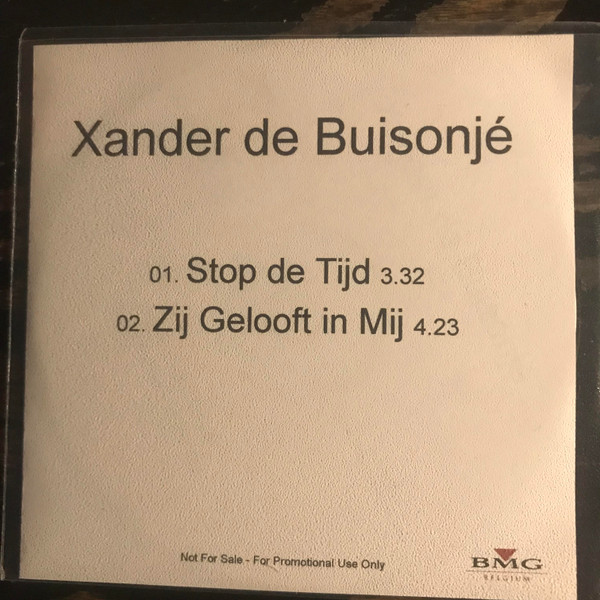 Xander de Buisonjé
01. Stop de Tijd 3.32
02. Zij Gelooft in Mij 4.23
Not For Sale - For Promotional Use Only
BMG
BELGIUM